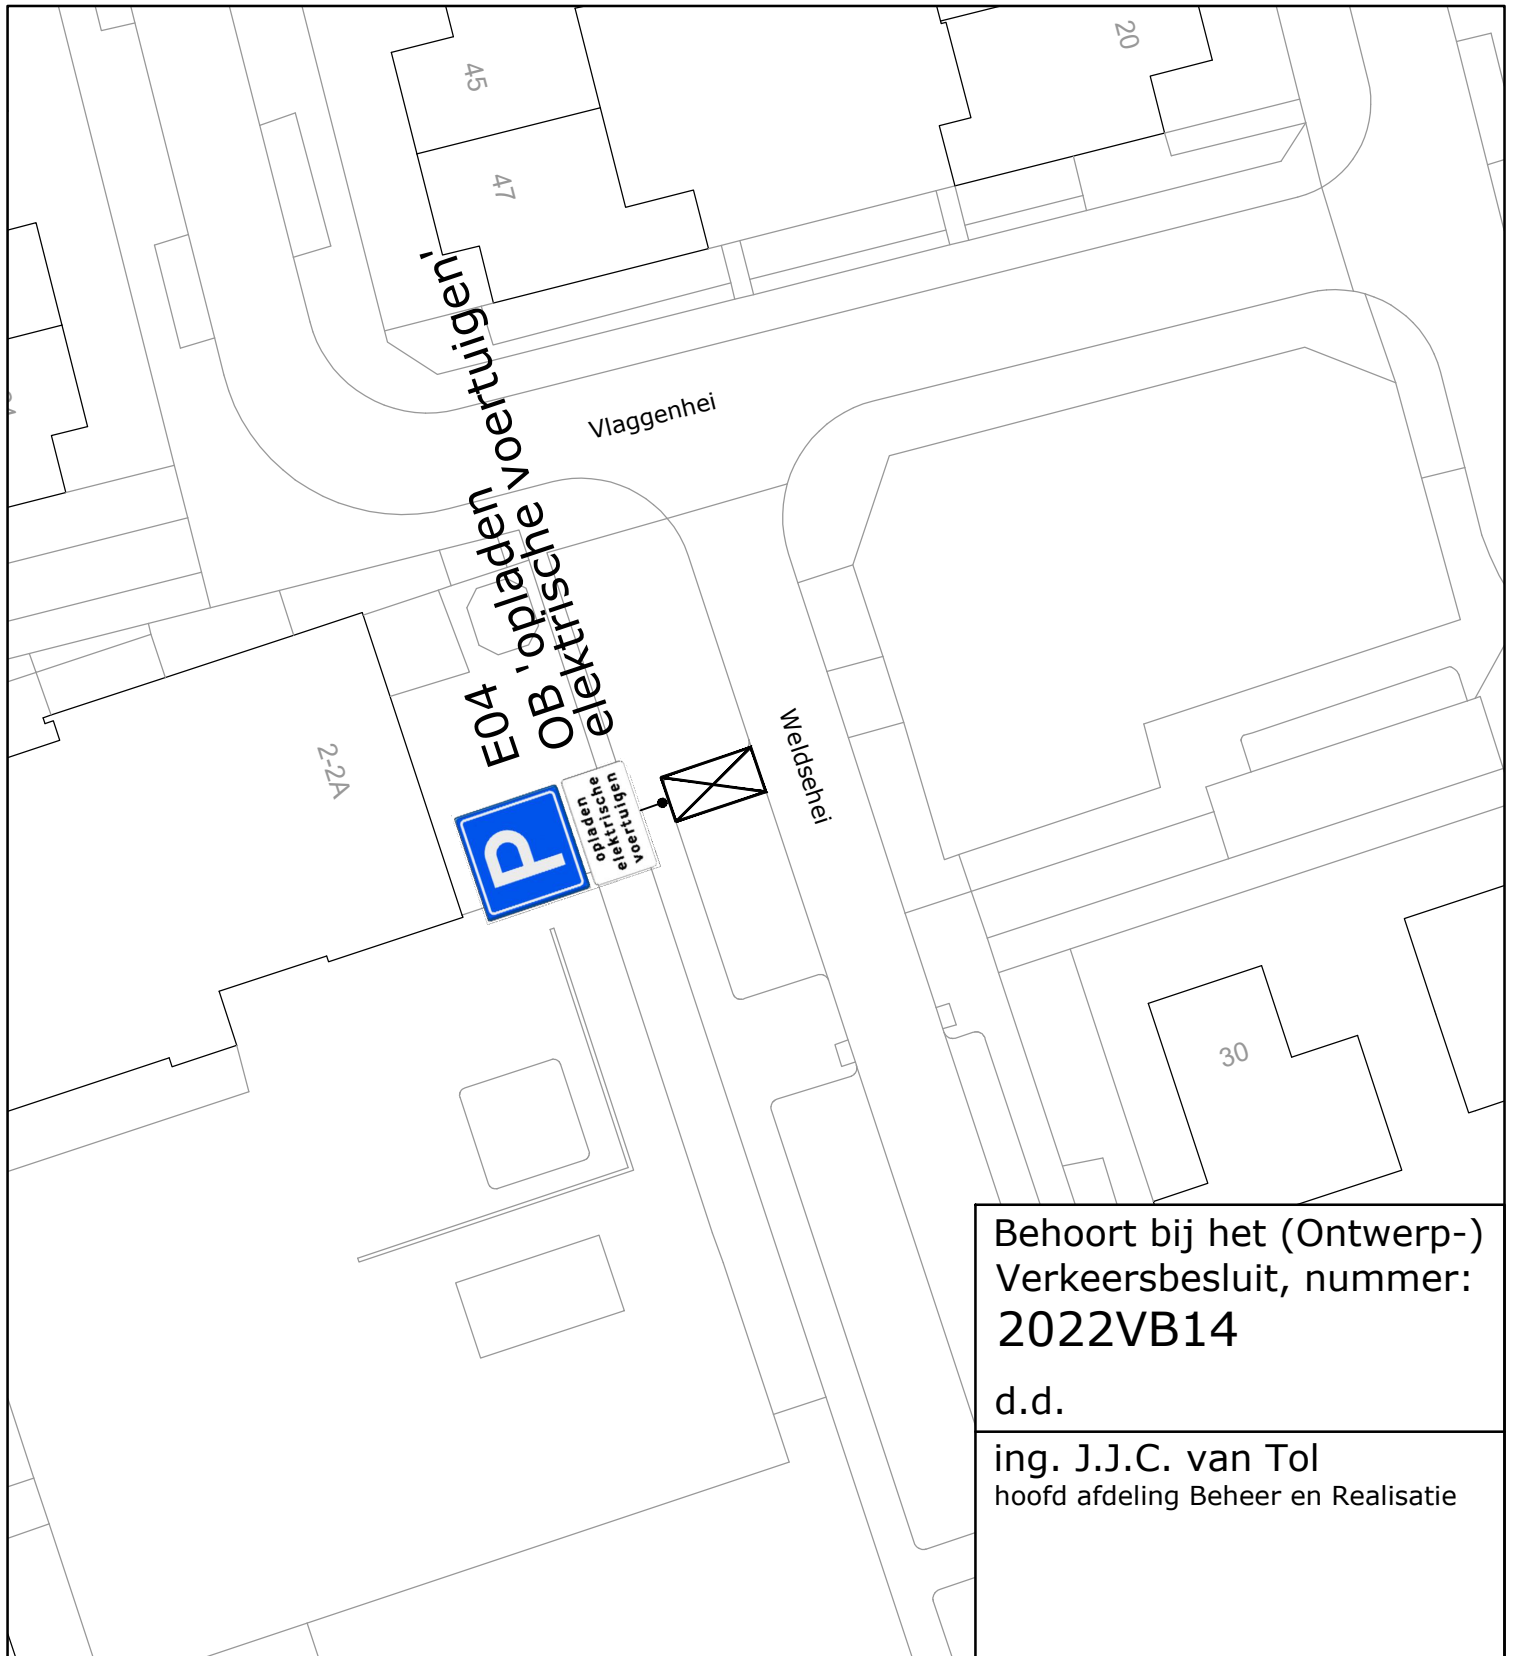 45
20
47
Vlaggenhei
E04
OB 'opladen
elektrische voertuigen'
P
opladen
elektrische
voertuigen
Weldsehei
2-2A
30
Behoort bij het (Ontwerp-)
Verkeersbesluit, nummer:
2022VB14
d.d.
ing. J.J.C. van Tol
hoofd afdeling Beheer en Realisatie